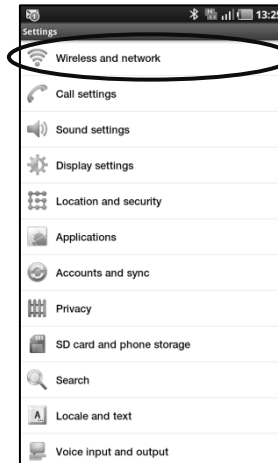 13:25
Settings
Wireless and network
Call settings
Sound settings
Display settings
Location and security
Applications
Accounts and sync
Privacy
SD card and phone storage
Search
A
Locale and text
Voice input and output